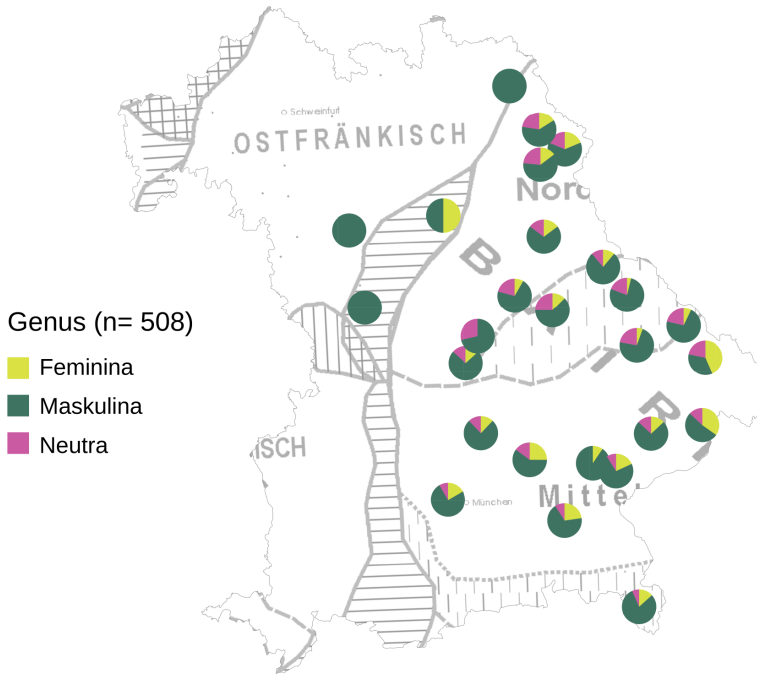 Schweinfurt
OSTFRÄNKISCH
Nord
B
A
I
R
ISCH
Mittel
München
Genus (n= 508)
Feminina
Maskulina
Neutra